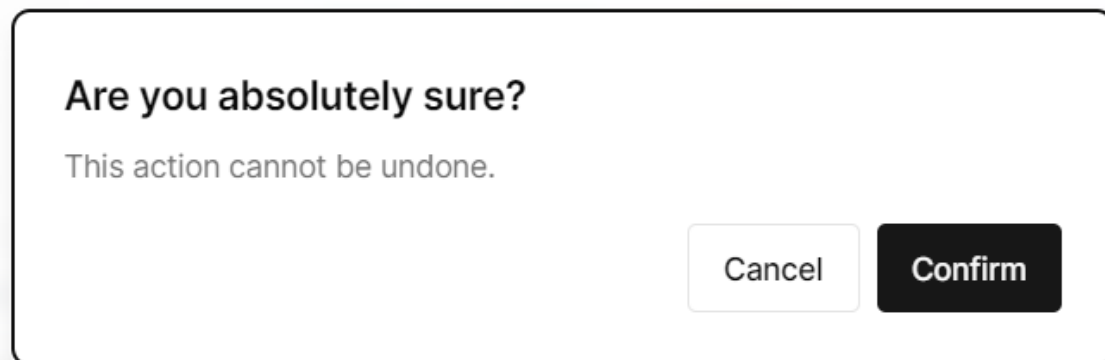 Are you absolutely sure?
This action cannot be undone.
Cancel Confirm